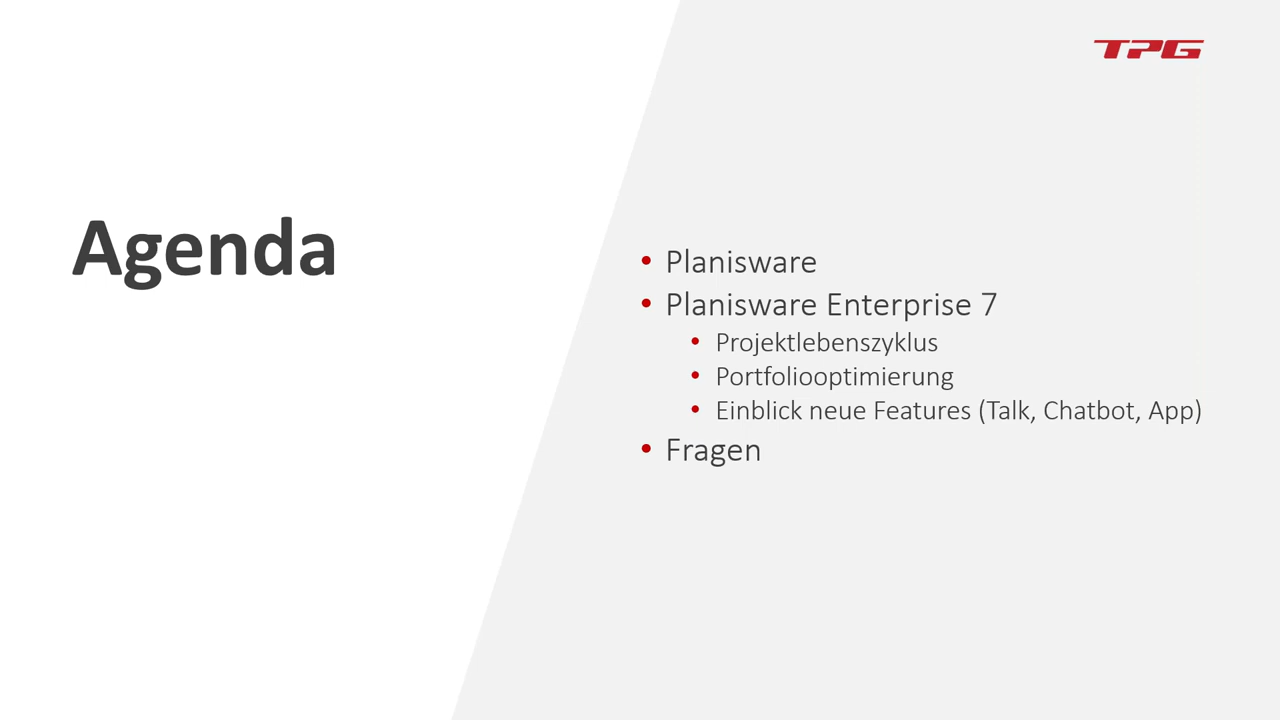 TPG
Agenda
• Planisware
• Planisware Enterprise 7
• Projektlebenszyklus
• Portfoliooptimierung
• Einblick neue Features (Talk, Chatbot, App)
• Fragen